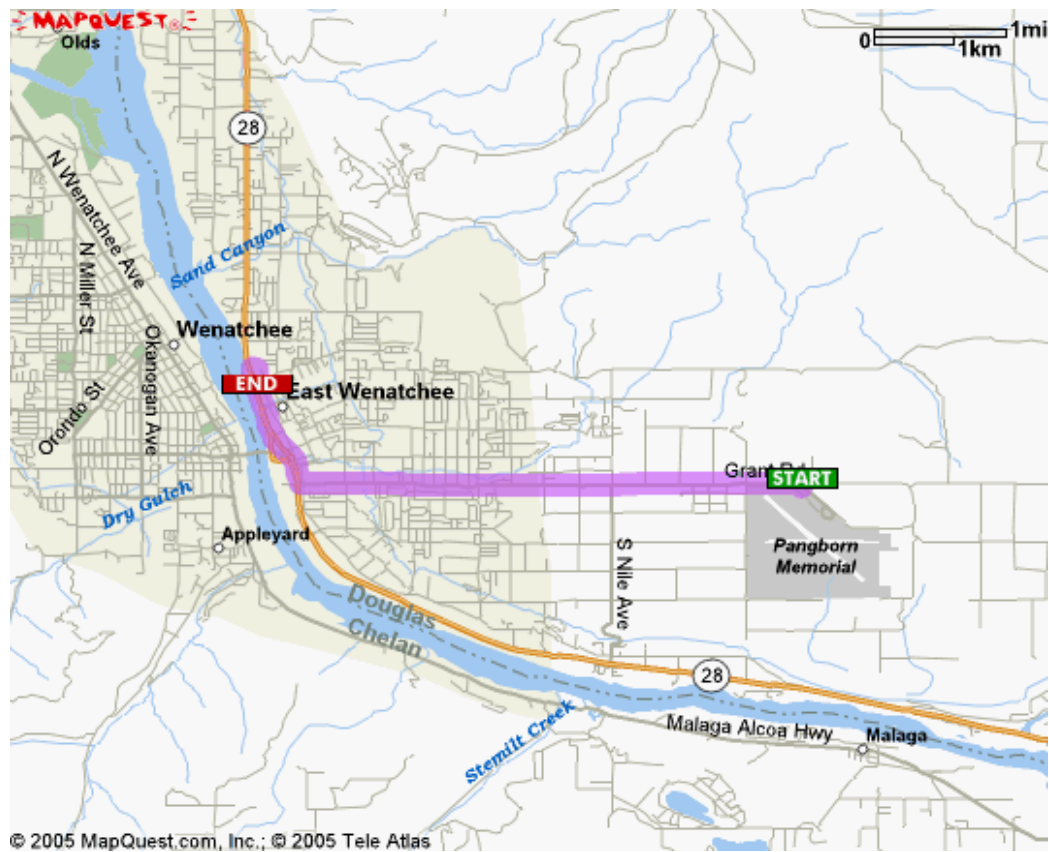 MAPQUEST
Olds
0
1mi
1km
28
N Wenatchee Ave
N Miller St
Sand Canyon
Wenatchee
Okanogan Ave
END
East Wenatchee
Orondo St
Grant Rd
START
Dry Gulch
Appleyard
Pangborn
Memorial
S Nile Ave
Douglas
Chelan
28
Stemilt Creek
Malaga Alcoa Hwy
Malaga
© 2005 MapQuest.com, Inc.; © 2005 Tele Atlas